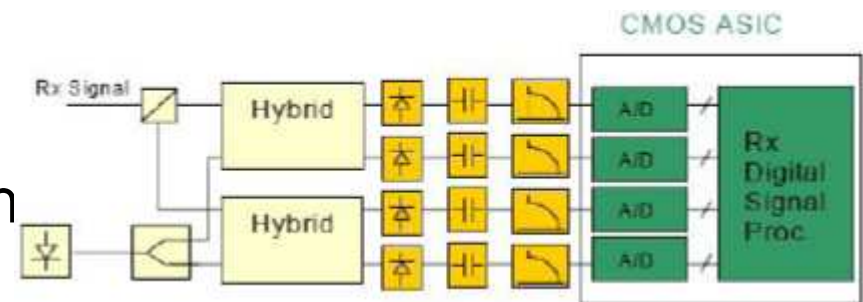 CMOS ASIC
Rx Signal
Hybrid
A/D
A/D
Rx
Digital
Signal
Proc
n
Hybrid
A/D
A/D